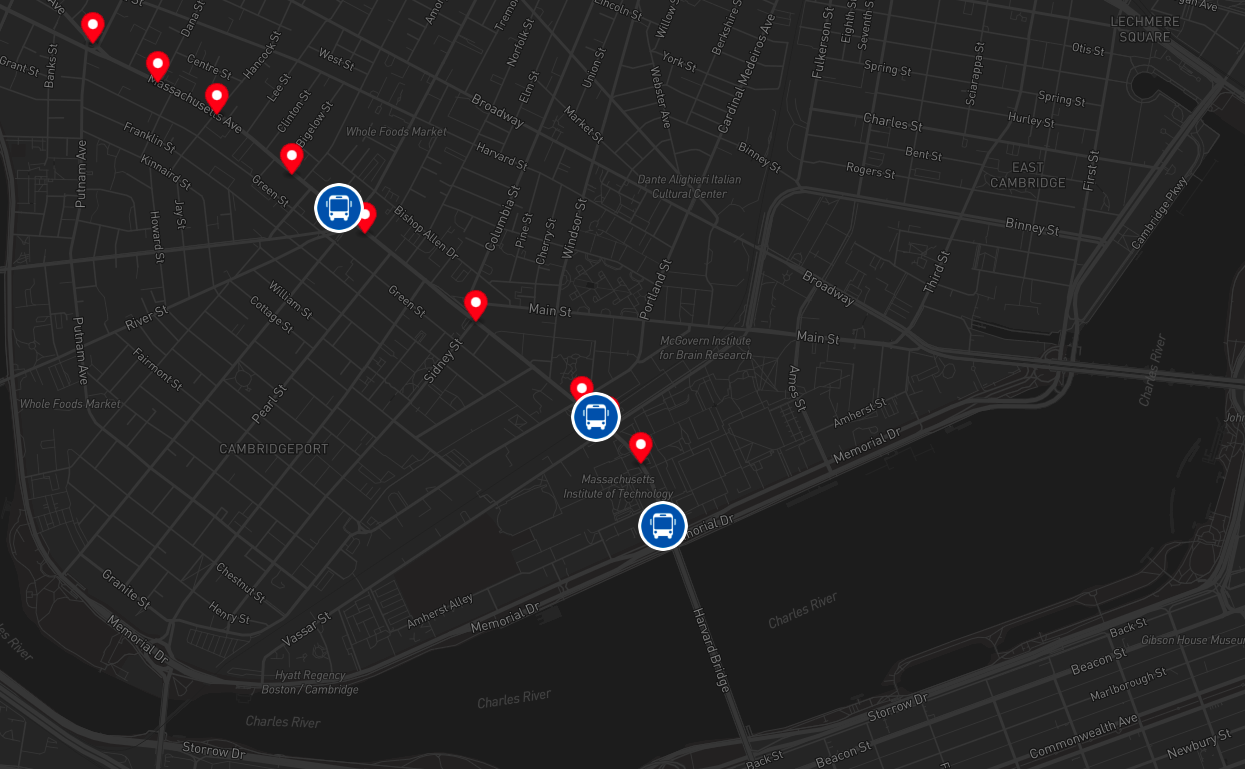 Ave
Dana St
Lincoln St
Willow St
Berkshire St
Fulkerson St
Eighth St
Seventh St
LECHMERE
SQUARE
Grant St
Banks St
Centre St
Hancock St
West St
Norfolk St
Union St
York St
Cardinal Medeiros Ave
Spring St
Sciarappa St
Otis St
Massachusetts Ave
Lee St
Clinton St
Bigelow St
Broadway
Elm St
Market St
Webster Ave
Charles St
Spring St
Hurley St
Franklin St
Whole Foods Market
Putnam Ave
Kinnaird St
Green St
Harvard St
Binney St
Bent St
Rogers St
EAST
CAMBRIDGE
First St
Dante Alighieri Italian
Cultural Center
Howard St
Jay St
Bishop Allen Dr
Columbia St
Pine St
Cherry St
Windsor St
Binney St
Cambridge Pkwy
William St
Cottage St
River St
Green St
Main St
Portland St
Broadway
Third St
Main St
McGovern Institute
for Brain Research
Putnam Ave
Fairmont St
Sidney St
Charles River
Whole Foods Market
Pearl St
Ames St
Amherst St
Memorial Dr
CAMBRIDGEPORT
Massachusetts
Institute of Technology
morial Dr
Granite St
Chestnut St
Henry St
Memorial Dr
Vassar St
Amherst Alley
Memorial Dr
Harvard Bridge
Charles River
Back St
Gibson House Museum
Beacon St
Marlborough St
Hyatt Regency
Boston / Cambridge
Charles River
Charles River
Storrow Dr
Storrow Dr
Back St
Beacon St
Commonwealth Ave
Newbury St